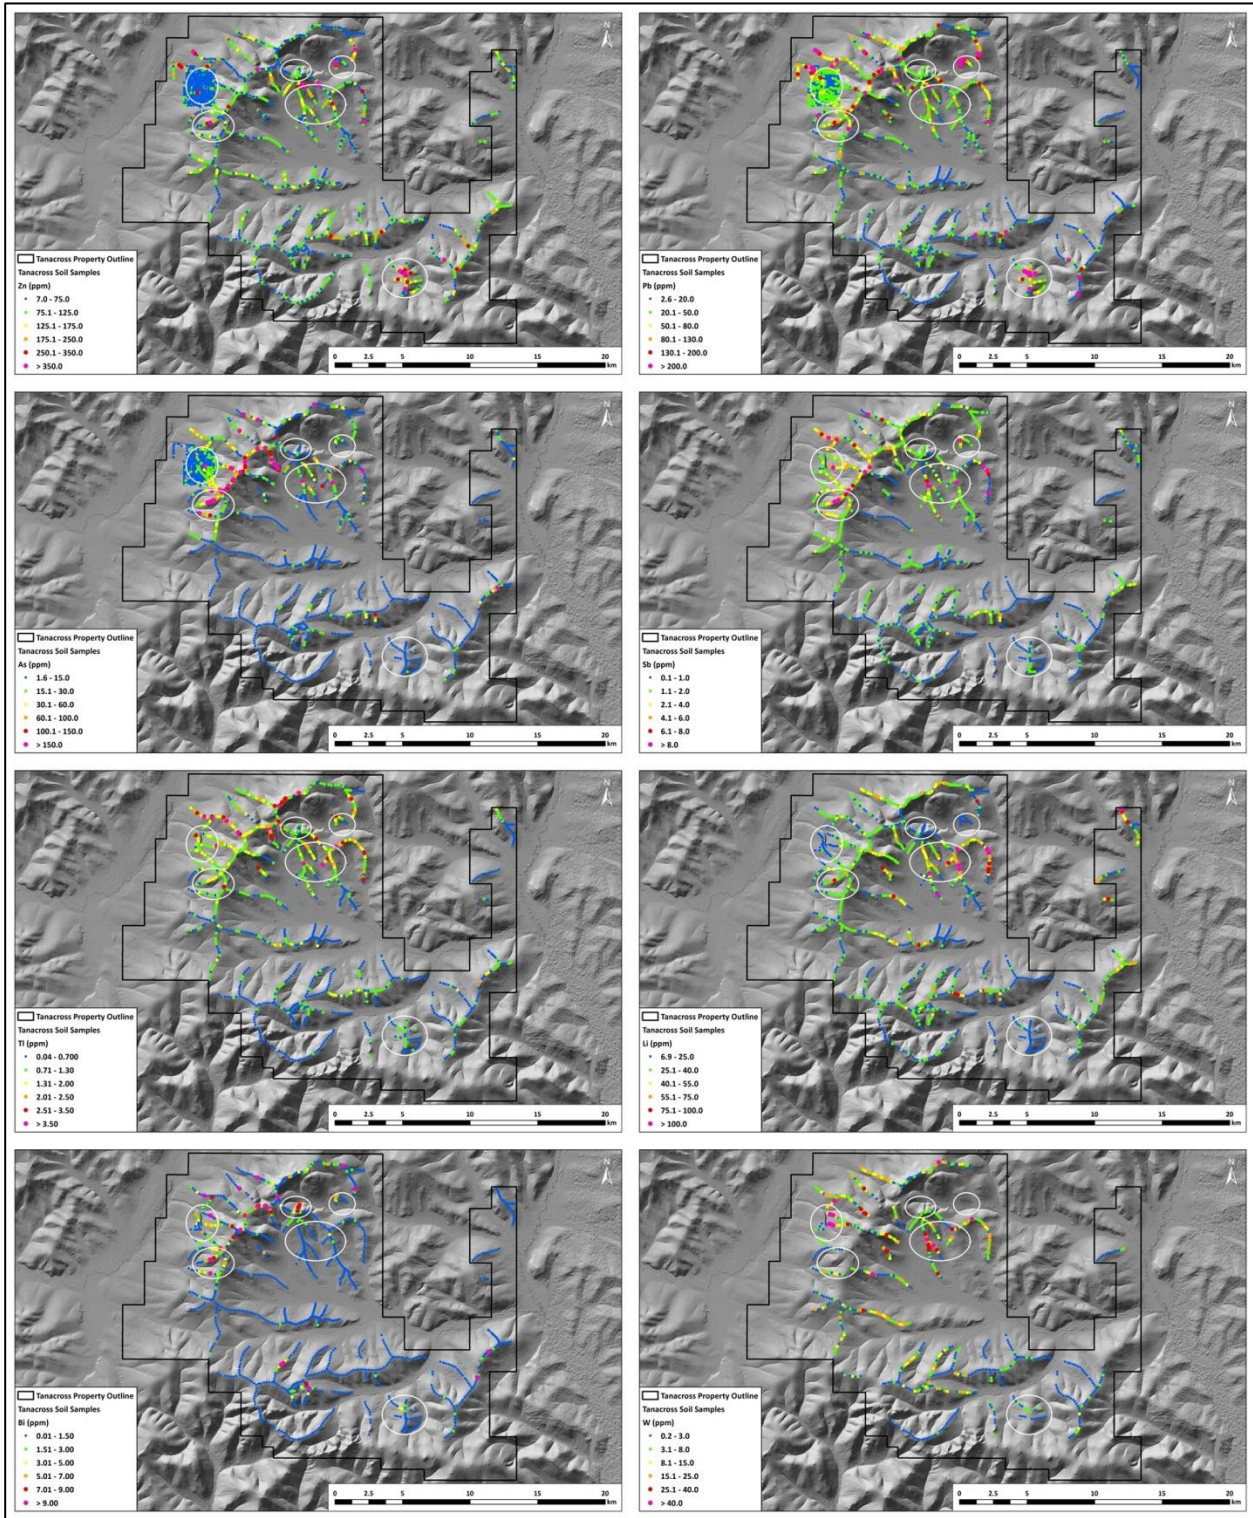 N
Tanacross Property Outline
Tanacross Soil Samples
Zn (ppm)
7.0 - 75.0
75.1 - 125.0
125.1 - 175.0
175.1 - 250.0
250.1 - 350.0
> 350.0
0 2.5 5 10 15 20
km
N
Tanacross Property Outline
Tanacross Soil Samples
Pb (ppm)
2.6 - 20.0
20.1 - 50.0
50.1 - 80.0
80.1 - 130.0
130.1 - 200.0
> 200.0
0 2.5 5 10 15 20
km
N
Tanacross Property Outline
Tanacross Soil Samples
As (ppm)
1.6 - 15.0
15.1 - 30.0
30.1 - 60.0
60.1 - 100.0
100.1 - 150.0
> 150.0
0 2.5 5 10 15 20
km
N
Tanacross Property Outline
Tanacross Soil Samples
Sb (ppm)
0.1 - 1.0
1.1 - 2.0
2.1 - 4.0
4.1 - 6.0
6.1 - 8.0
> 8.0
0 2.5 5 10 15 20
km
N
Tanacross Property Outline
Tanacross Soil Samples
Tl (ppm)
0.04 - 0.700
0.71 - 1.30
1.31 - 2.00
2.01 - 2.50
2.51 - 3.50
> 3.50
0 2.5 5 10 15 20
km
N
Tanacross Property Outline
Tanacross Soil Samples
Li (ppm)
6.9 - 25.0
25.1 - 40.0
40.1 - 55.0
55.1 - 75.0
75.1 - 100.0
> 100.0
0 2.5 5 10 15 20
km
N
Tanacross Property Outline
Tanacross Soil Samples
Bi (ppm)
0.01 - 1.50
1.51 - 3.00
3.01 - 5.00
5.01 - 7.00
7.01 - 9.00
> 9.00
0 2.5 5 10 15 20
km
N
Tanacross Property Outline
Tanacross Soil Samples
W (ppm)
0.2 - 3.0
3.1 - 8.0
8.1 - 15.0
15.1 - 25.0
25.1 - 40.0
> 40.0
0 2.5 5 10 15 20
km